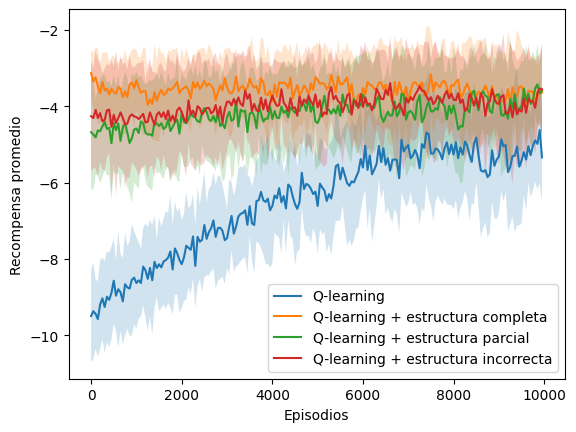 −2
−4
−6
−8
−10
Recompensa promedio
0
2000
4000
6000
8000
10000
Episodios
Q-learning
Q-learning + estructura completa
Q-learning + estructura parcial
Q-learning + estructura incorrecta